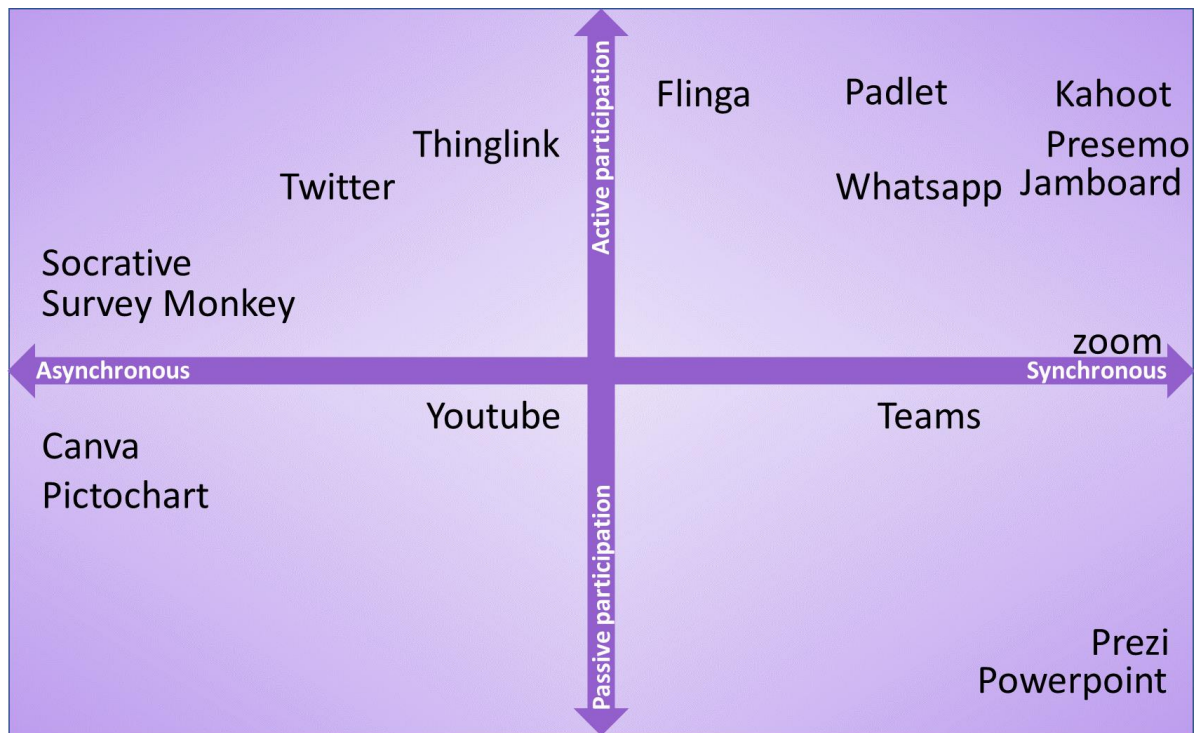 Active participation
Flinga
Padlet
Kahoot
Thinglink
Presemo
Twitter
Whatsapp
Jamboard
Socrative
Survey Monkey
zoom
Asynchronous
Synchronous
Youtube
Teams
Canva
Pictochart
Passive participation
Prezi
Powerpoint